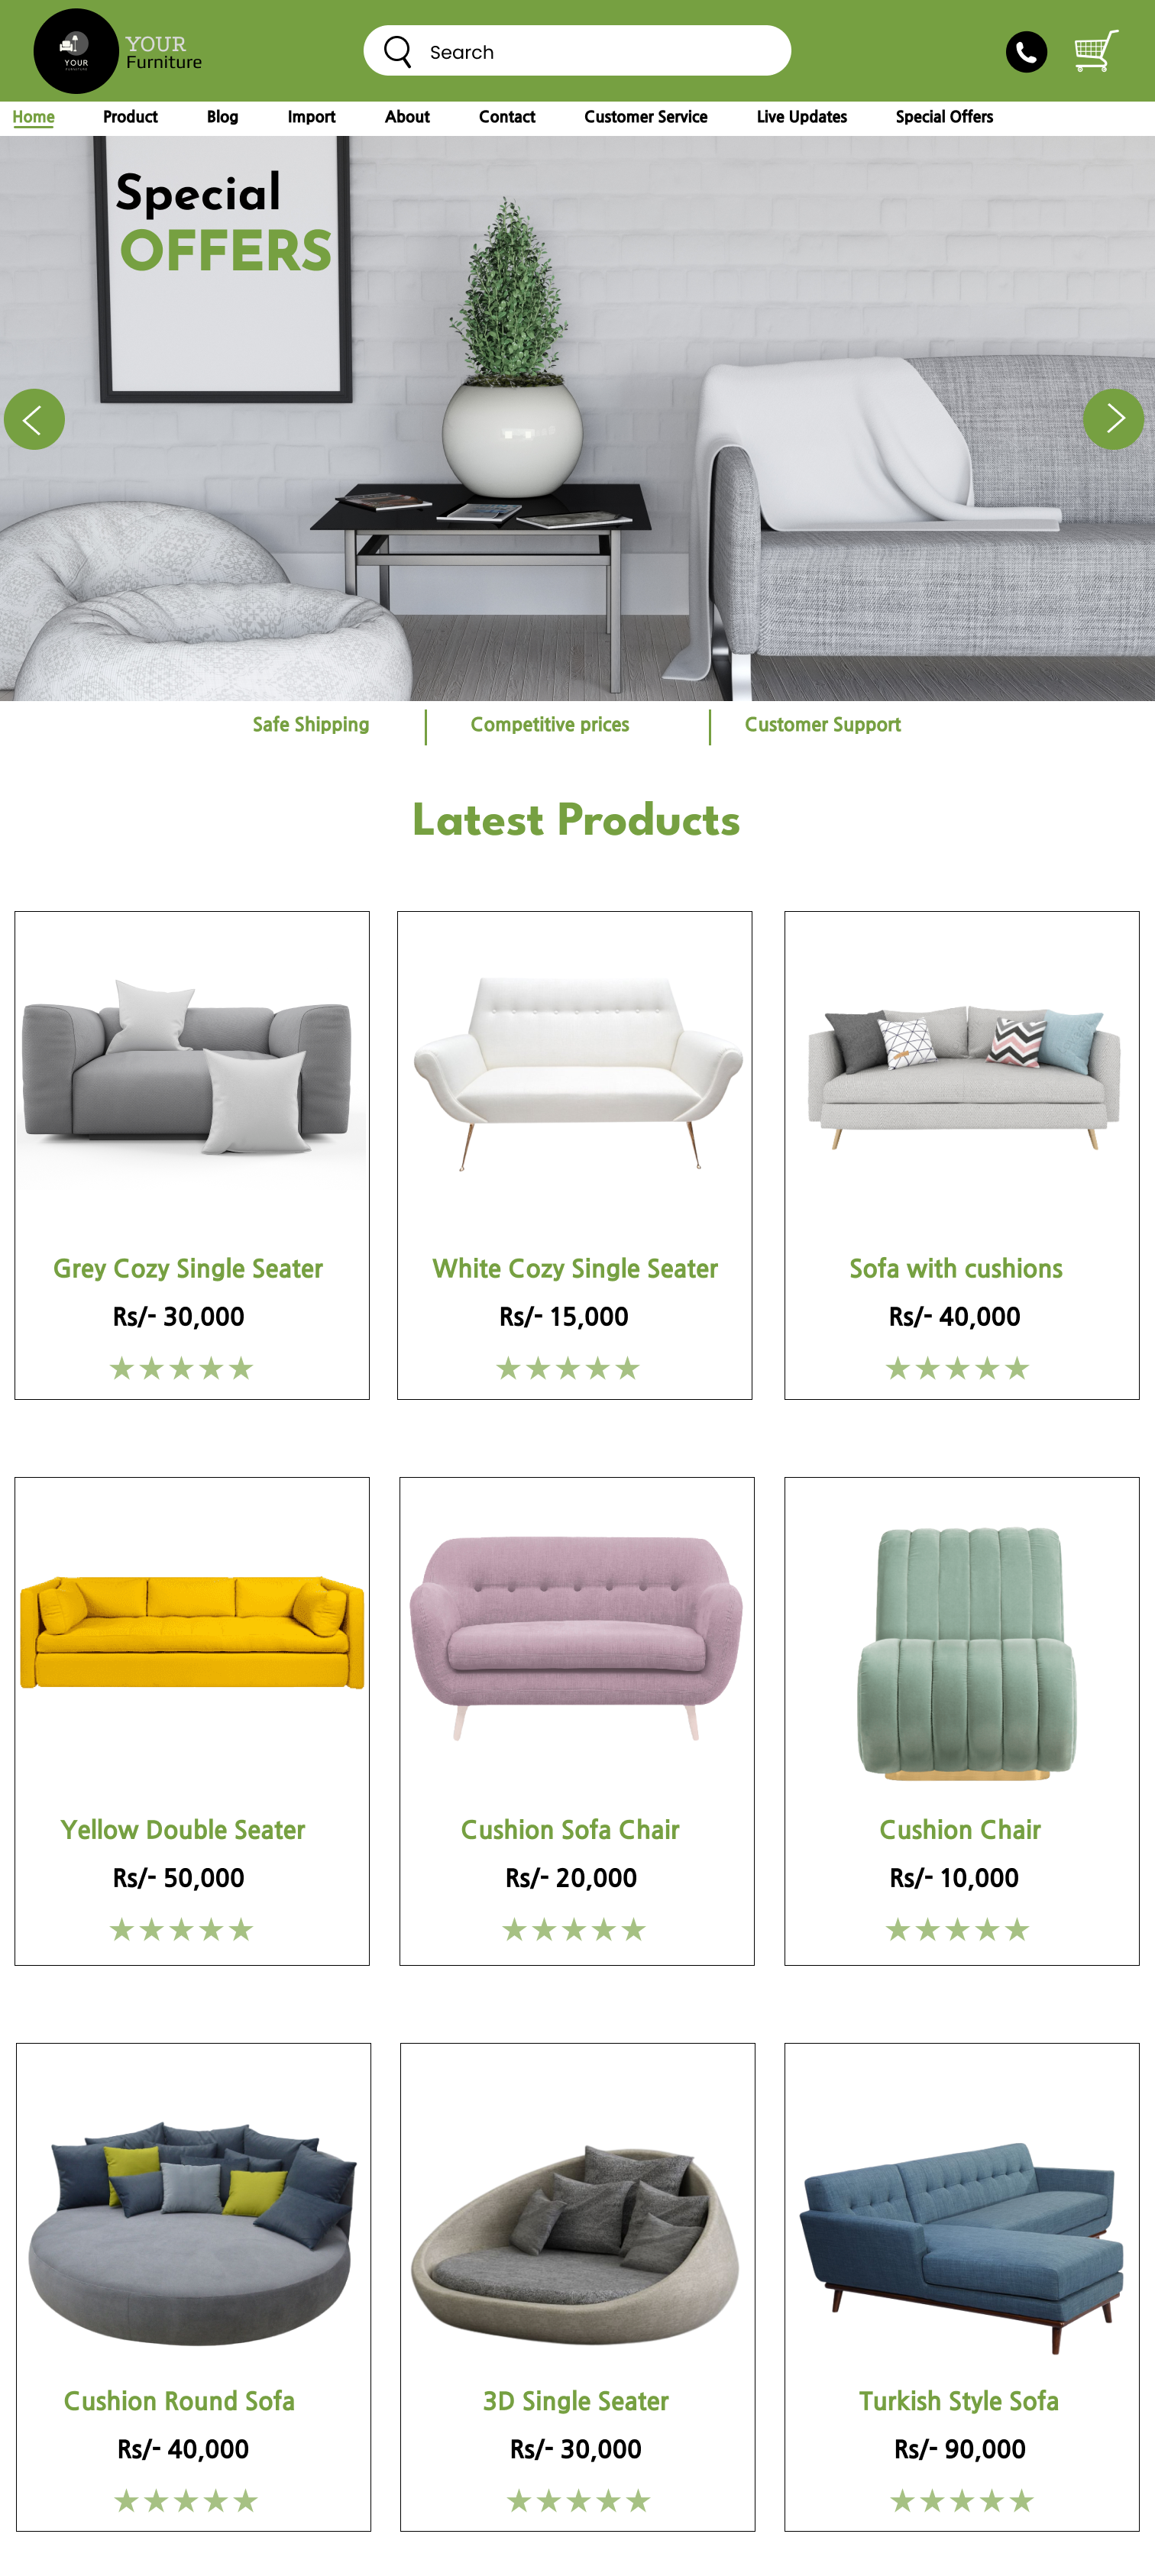 YOUR
YOUR
Furniture
Search
Home Product Blog Import About Contact Customer Service Live Updates Special Offers
Special
OFFERS
Safe Shipping Competitive prices Customer Support
Latest Products
Grey Cozy Single Seater White Cozy Single Seater Sofa with cushions
Rs/- 30,000 Rs/- 15,000 Rs/- 40,000
Yellow Double Seater Cushion Sofa Chair Cushion Chair
Rs/- 50,000 Rs/- 20,000 Rs/- 10,000
Cushion Round Sofa 3D Single Seater Turkish Style Sofa
Rs/- 40,000 Rs/- 30,000 Rs/- 90,000